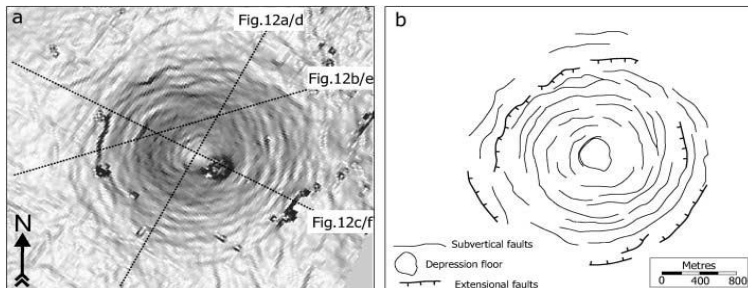 a
Fig.12a/d
Fig.12b/e
Fig.12c/f
N
b
Subvertical faults
Depression floor
Extensional faults
Metres
0 400 800